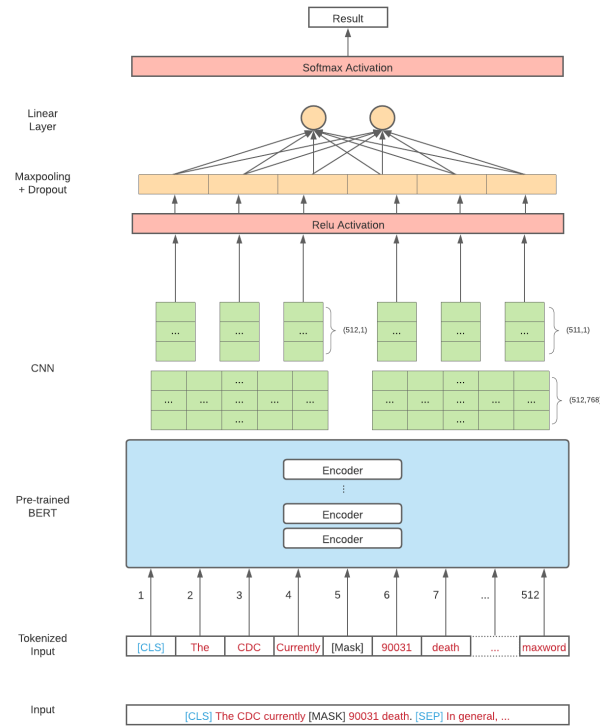 Result
Softmax Activation
Linear
Layer
Maxpooling
+ Dropout
Relu Activation
... ... ... (512,1) ... ... ... (511,1)
CNN
... ...
... ... ... ... ... ... ... ... ... ... (512,768)
... ...
Pre-trained
BERT
Encoder
...
Encoder
Encoder
1 2 3 4 5 6 7 ... 512
Tokenized
Input
[CLS] The CDC Currently [Mask] 90031 death ... maxword
Input
[CLS] The CDC currently [MASK] 90031 death. [SEP] In general, ...